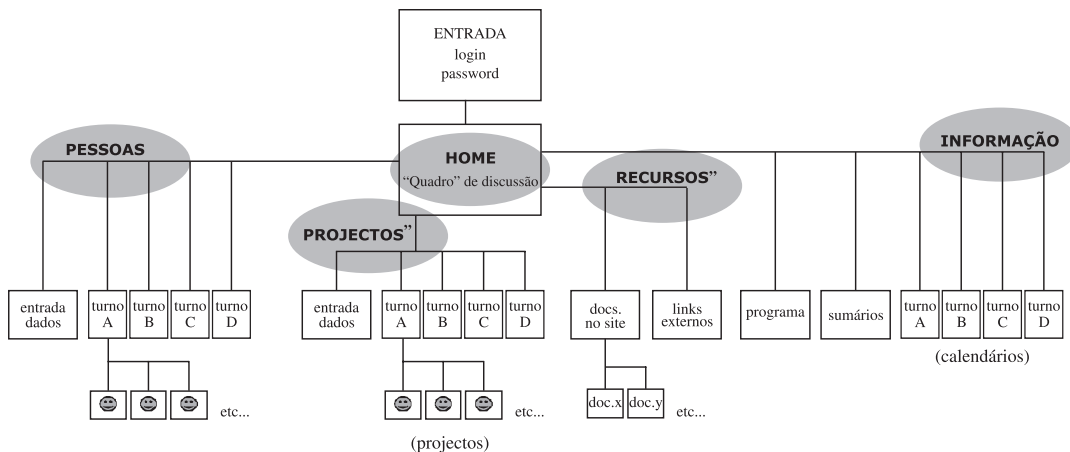 ENTRADA
login
password
PESSOAS
HOME
“Quadro” de discussão
RECURSOS”
INFORMAÇÃO
PROJECTOS”
entrada
dados
turno
A
turno
B
turno
C
turno
D
entrada
dados
turno
A
turno
B
turno
C
turno
D
docs.
no site
links
externos
programa
sumários
turno
A
turno
B
turno
C
turno
D
(calendários)
etc...
etc...
doc.x
doc.y
etc...
(projectos)